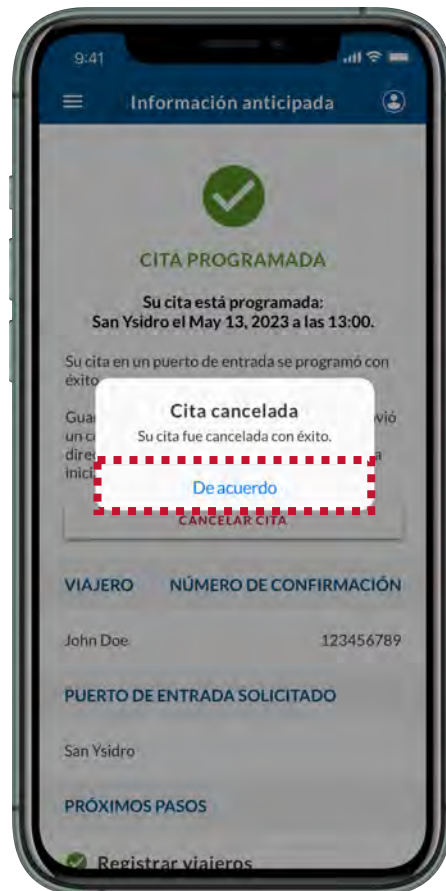 9:41
Información anticipada
CITA PROGRAMADA
Su cita está programada:
San Ysidro el May 13, 2023 a las 13:00.
Su cita en un puerto de entrada se programó con
éxito
Cita cancelada
Su cita fue cancelada con éxito.
De acuerdo
CANCELAR CITA
VIAJERO NÚMERO DE CONFIRMACIÓN
John Doe 123456789
PUERTO DE ENTRADA SOLICITADO
San Ysidro
PRÓXIMOS PASOS
Registrar viajeros